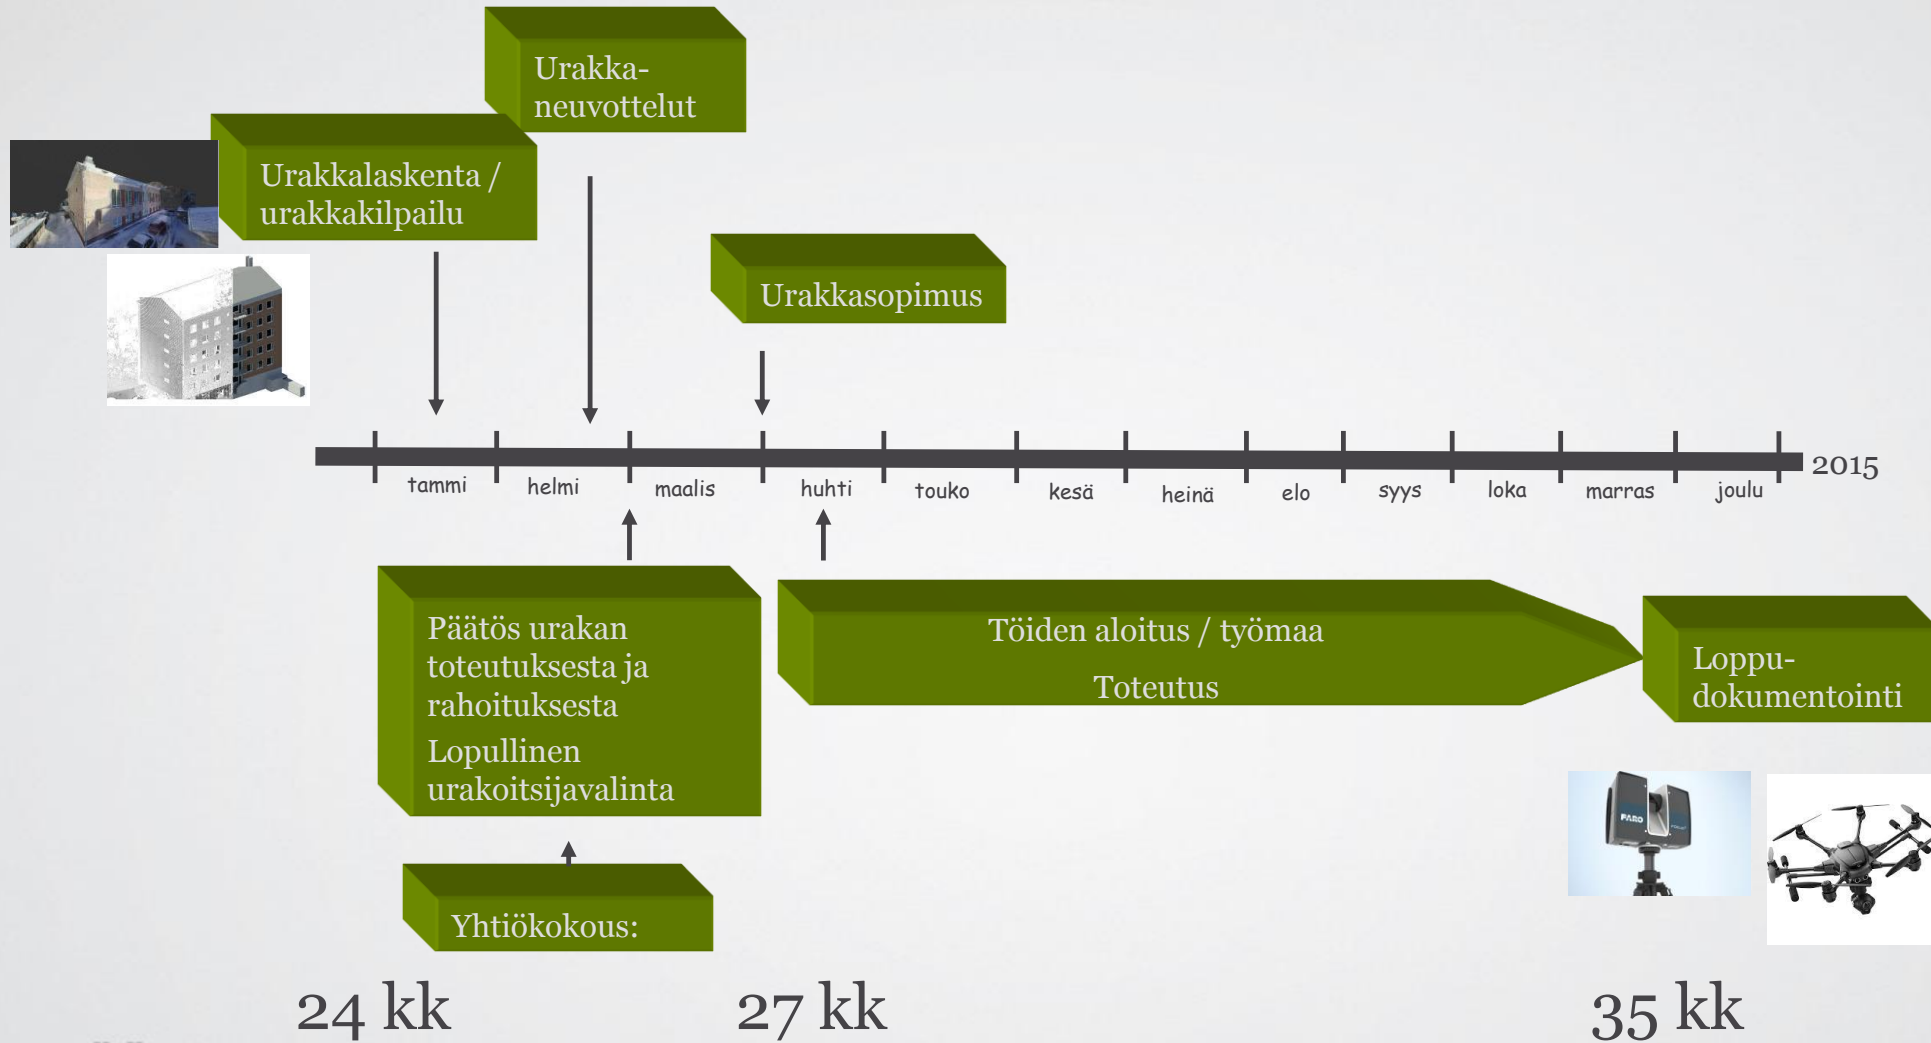 Urakka-
neuvottelut
Urakkalaskenta /
urakkakilpailu
Urakkasopimus
tammi
helmi
maalis
huhti
touko
kesä
heinä
elo
syys
loka
marras
joulu
2015
Päätös urakan
toteutuksesta ja
rahoituksesta
Lopullinen
urakoitsijavalinta
Töiden aloitus / työmaa
Toteutus
Loppu-
dokumentointi
FARO
Yhtiökokous:
24 kk
27 kk
35 kk